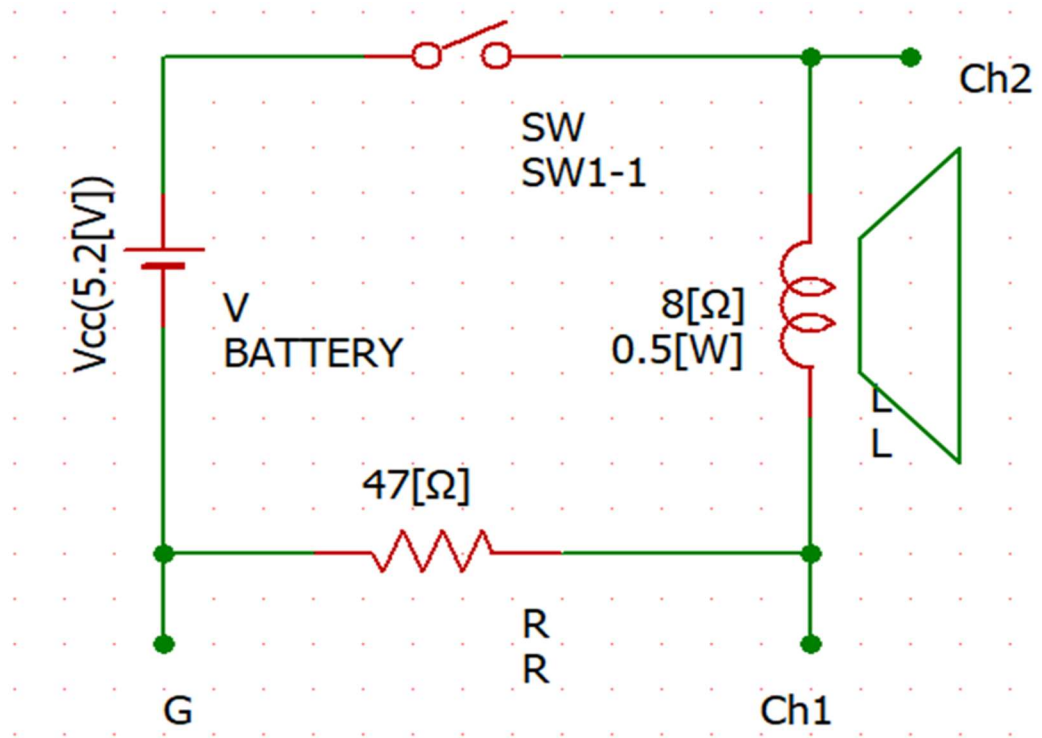 Ch2
SW
SW1-1
Vcc(5.2[V])
V
BATTERY
8[Ω]
0.5[W]
L
L
47[Ω]
R
R
G
Ch1